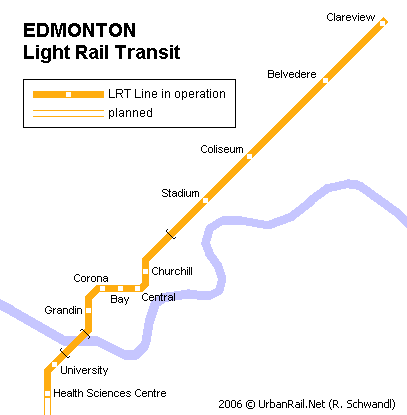 EDMONTON
Light Rail Transit
LRT Line in operation
planned
Clareview
Belvedere
Coliseum
Stadium
Churchill
Corona
Bay
Central
Grandin
University
Health Sciences Centre
2006 © UrbanRail.Net (R. Schwandl)